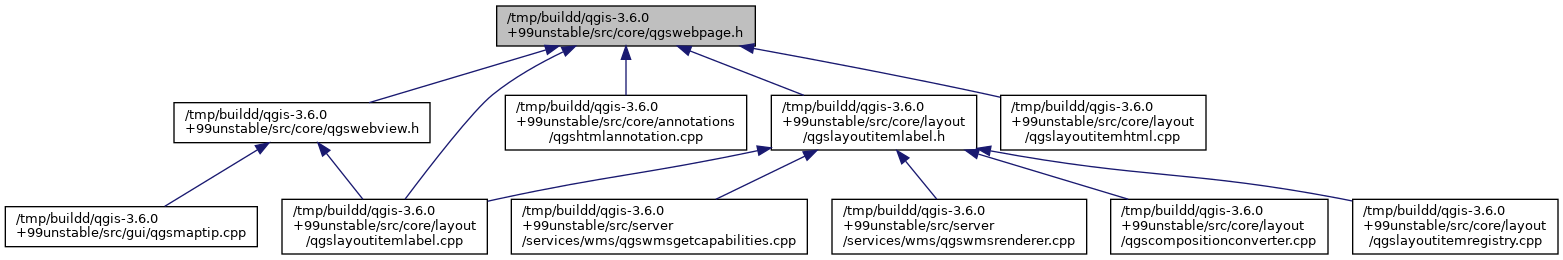 /tmp/buildd/qgis-3.6.0
+99unstable/src/core/qgswebpage.h
/tmp/buildd/qgis-3.6.0
+99unstable/src/core/qgswebview.h
/tmp/buildd/qgis-3.6.0
+99unstable/src/core/annotations
/qgshtmlannotation.cpp
/tmp/buildd/qgis-3.6.0
+99unstable/src/core/layout
/qgslayoutitemlabel.h
/tmp/buildd/qgis-3.6.0
+99unstable/src/core/layout
/qgslayoutitemhtml.cpp
/tmp/buildd/qgis-3.6.0
+99unstable/src/gui/qgsmaptip.cpp
/tmp/buildd/qgis-3.6.0
+99unstable/src/core/layout
/qgslayoutitemlabel.cpp
/tmp/buildd/qgis-3.6.0
+99unstable/src/server
/services/wms/qgswmsgetcapabilities.cpp
/tmp/buildd/qgis-3.6.0
+99unstable/src/server
/services/wms/qgswmsrenderer.cpp
/tmp/buildd/qgis-3.6.0
+99unstable/src/core/layout
/qgscompositionconverter.cpp
/tmp/buildd/qgis-3.6.0
+99unstable/src/core/layout
/qgslayoutitemregistry.cpp